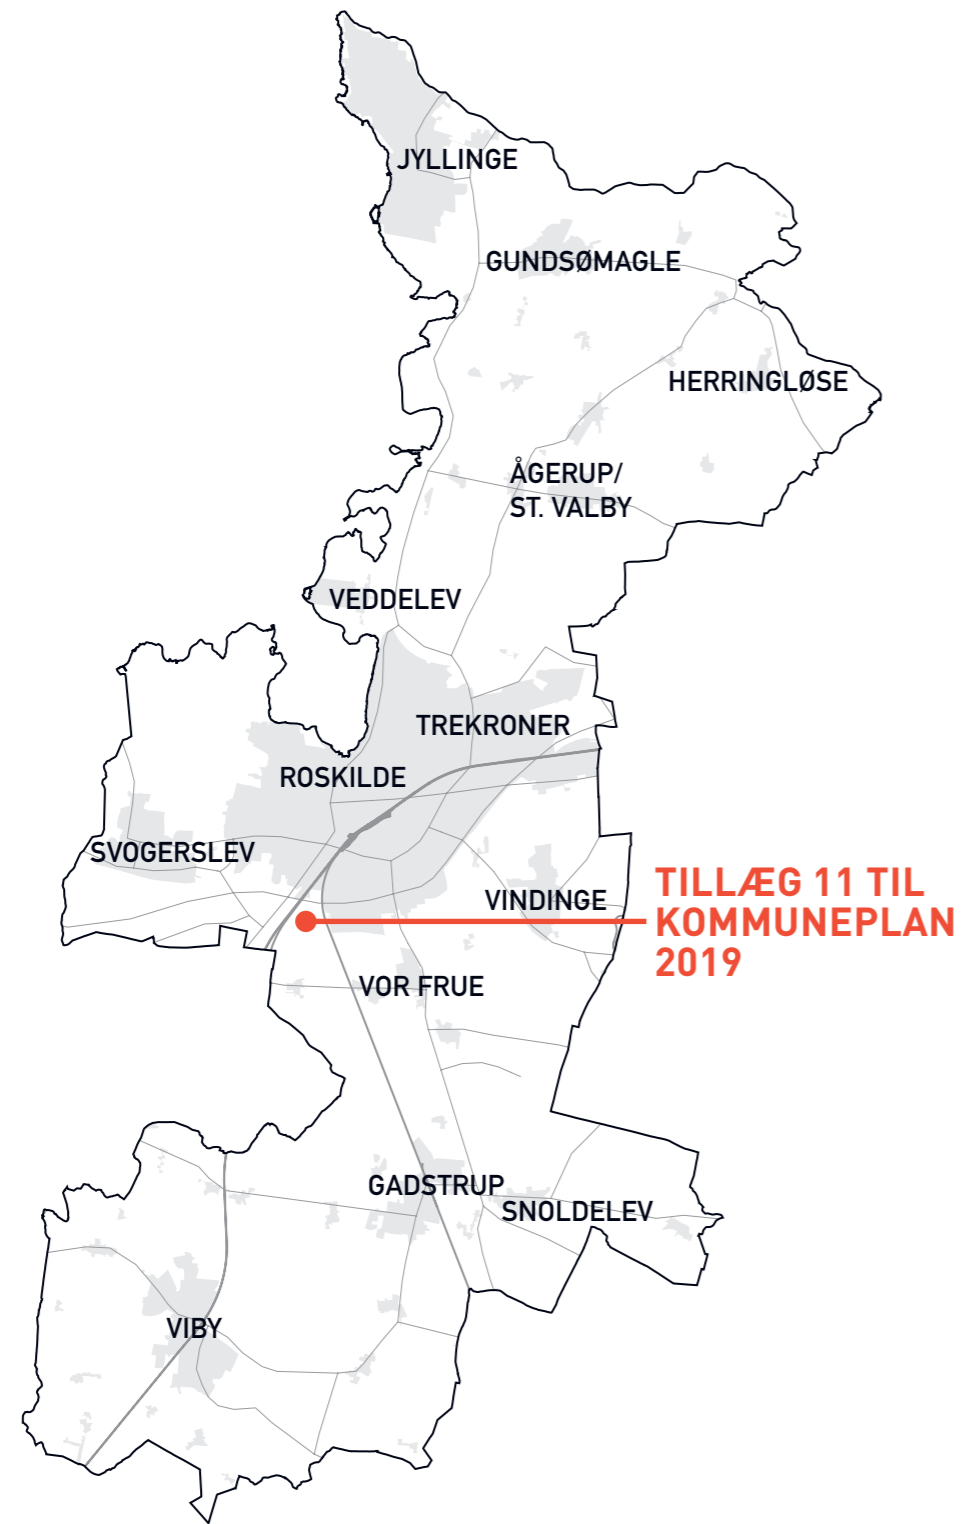 JYLLINGE
GUNDSØMAGLE
HERRINGLØSE
ÅGERUP/
ST. VALBY
VEDDELEV
TREKRONER
ROSKILDE
SVOGERSLEV
VINDINGE
TILLÆG 11 TIL
KOMMUNEPLAN
2019
VOR FRUE
GADSTRUP
SNOLDELEV
VIBY